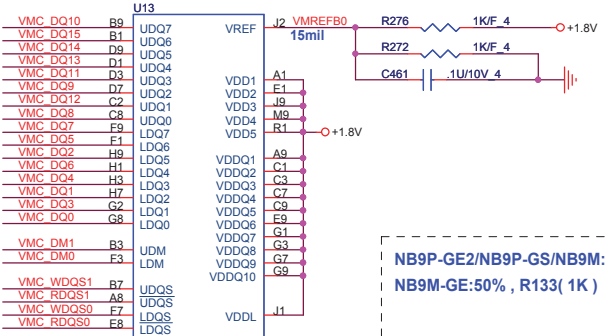 U13
VMC_DQ10 B9 UDQ7 VREF J2 VMREFB0 R276 1K/F_4 +1.8V
VMC_DQ15 B1 UDQ6 15mil
VMC_DQ14 D9 UDQ5 R272 1K/F_4
VMC_DQ13 D1 UDQ4
VMC_DQ11 D3 UDQ3 VDD1 A1 C461 .1U/10V_4
VMC_DQ9 D7 UDQ2 VDD2 E1
VMC_DQ12 C2 UDQ1 VDD3 J9
VMC_DQ8 C8 UDQ0 VDD4 M9
VMC_DQ7 F9 LDQ7 VDD5 R1 +1.8V
VMC_DQ5 F1 LDQ6
VMC_DQ2 H9 LDQ5 VDDQ1 A9
VMC_DQ6 H1 LDQ4 VDDQ2 C1
VMC_DQ4 H3 LDQ3 VDDQ3 C3
VMC_DQ1 H7 LDQ2 VDDQ4 C7
VMC_DQ3 G2 LDQ1 VDDQ5 C9
VMC_DQ0 G8 LDQ0 VDDQ6 E9
VDDQ7 G1
VMC_DM1 B3 UDM VDDQ8 G3
VMC_DM0 F3 LDM VDDQ9 G7
VDDQ10 G9
VMC_WDQS1 B7 UDQS
VMC_RDQS1 A8 UDQS
VMC_WDQS0 F7 LDQS VDDL J1
VMC_RDQS0 E8 LDQS
NB9P-GE2/NB9P-GS/NB9M:
NB9M-GE:50% , R133( 1K )